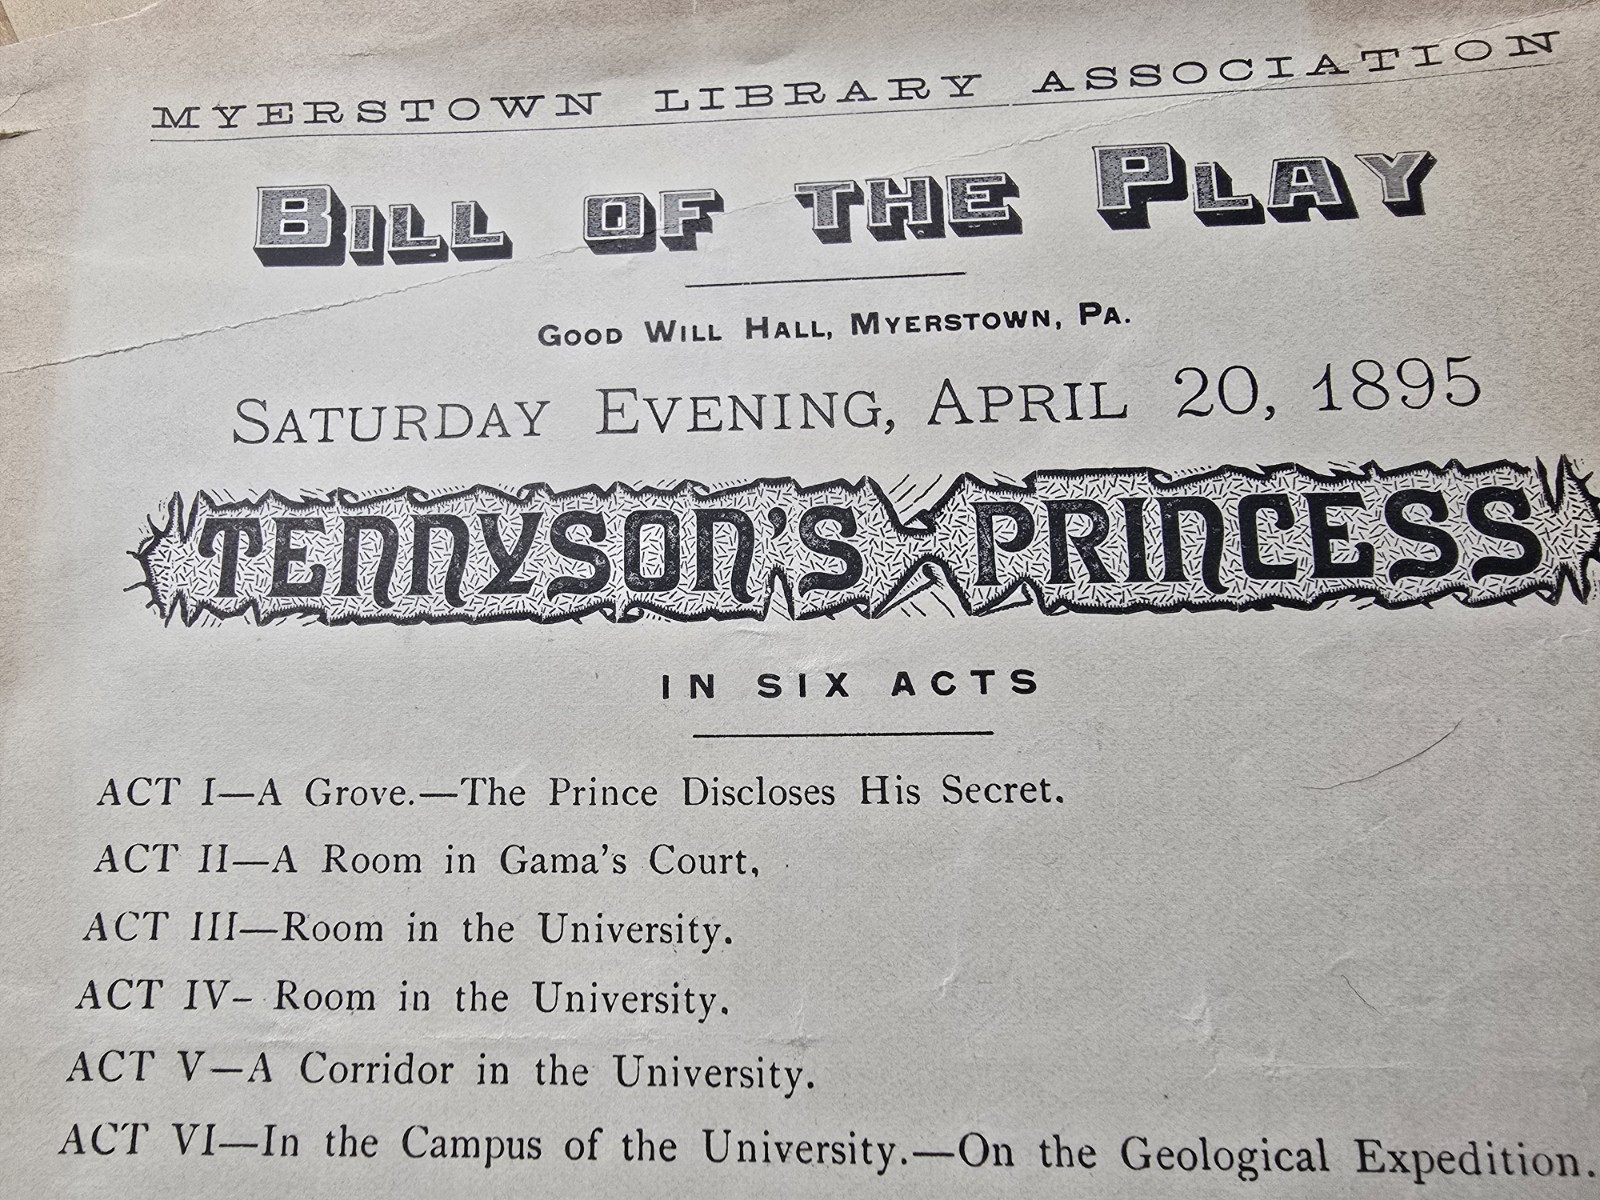 MYERSTOWN LIBRARY ASSOCIATION
BILL OF THE PLAY
GOOD WILL HALL, MYERSTOWN, PA.
SATURDAY EVENING, APRIL 20, 1895
TENNYSON'S PRINCESS
IN SIX ACTS
ACT I—A Grove.—The Prince Discloses His Secret.
ACT II—A Room in Gama's Court,
ACT III—Room in the University.
ACT IV– Room in the University.
ACT V—A Corridor in the University.
ACT VI—In the Campus of the University.—On the Geological Expedition.